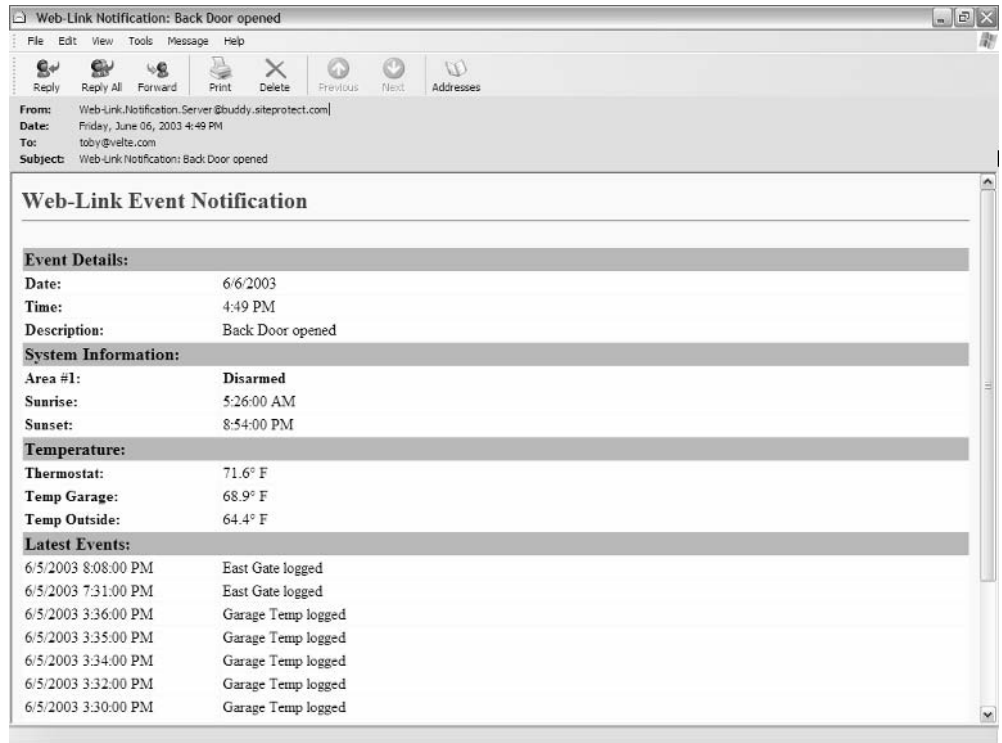 Web-Link Notification: Back Door opened
File Edit View Tools Message Help
Reply Reply All Forward Print Delete Previous Next Addresses
From: Web-Link.Notification.Server@buddy.siteprotect.com
Date: Friday, June 06, 2003 4:49 PM
To: toby@velte.com
Subject: Web-Link Notification: Back Door opened
Web-Link Event Notification
Event Details:
Date: 6/6/2003
Time: 4:49 PM
Description: Back Door opened
System Information:
Area #1: Disarmed
Sunrise: 5:26:00 AM
Sunset: 8:54:00 PM
Temperature:
Thermostat: 71.6° F
Temp Garage: 68.9° F
Temp Outside: 64.4° F
Latest Events:
6/5/2003 8:08:00 PM East Gate logged
6/5/2003 7:31:00 PM East Gate logged
6/5/2003 3:36:00 PM Garage Temp logged
6/5/2003 3:35:00 PM Garage Temp logged
6/5/2003 3:34:00 PM Garage Temp logged
6/5/2003 3:32:00 PM Garage Temp logged
6/5/2003 3:30:00 PM Garage Temp logged